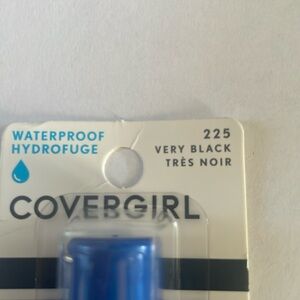 WATERPROOF
HYDROFUGE
225
VERY BLACK
TRÈS NOIR
COVERGIRL